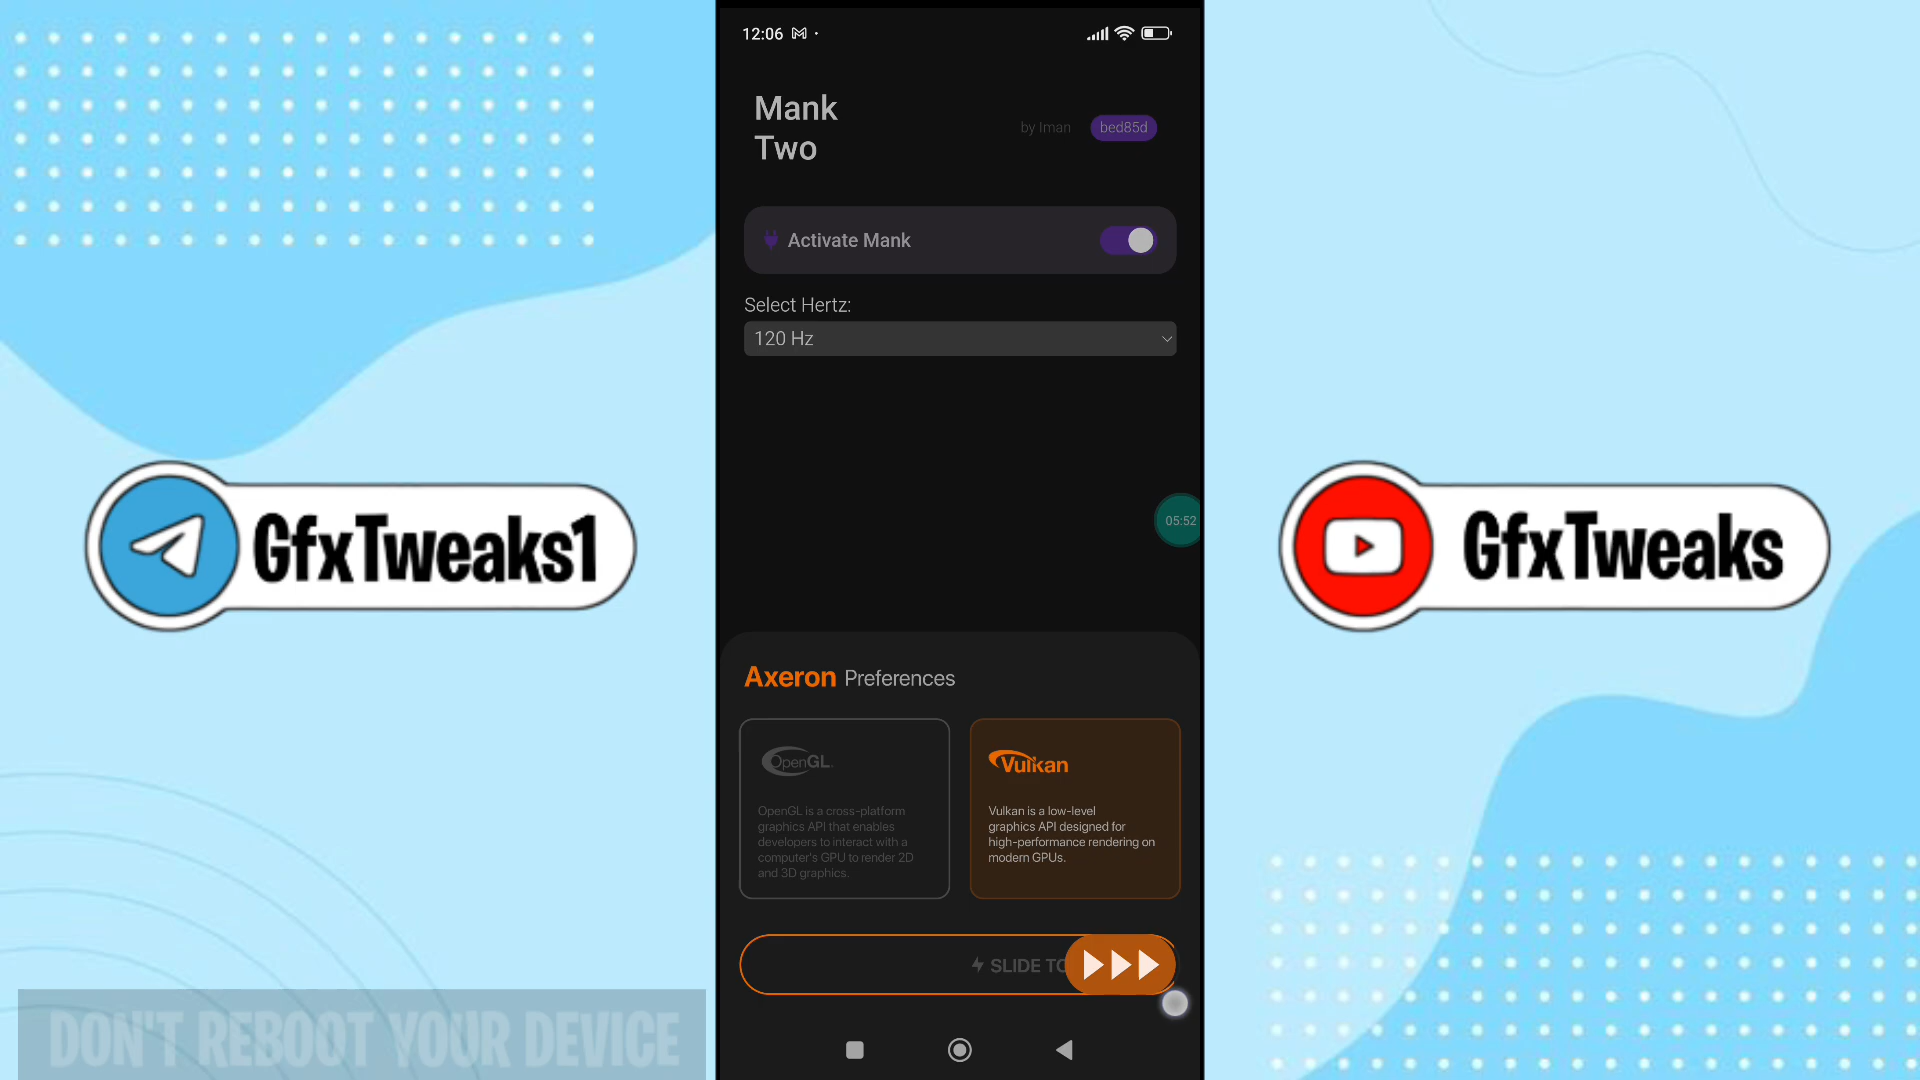 12:06
Mank
Two
by Iman
bed85d
Activate Mank
Select Hertz:
120 Hz
05:52
GfxTweaks1
GfxTweaks
Axeron Preferences
OpenGL
OpenGL is a cross-platform
graphics API that enables
developers to interact with a
computer's GPU to render 2D
and 3D graphics.
Vulkan
Vulkan is a low-level
graphics API designed for
high-performance rendering on
modern GPUs.
SLIDE TO
DON'T REBOOT YOUR DEVICE